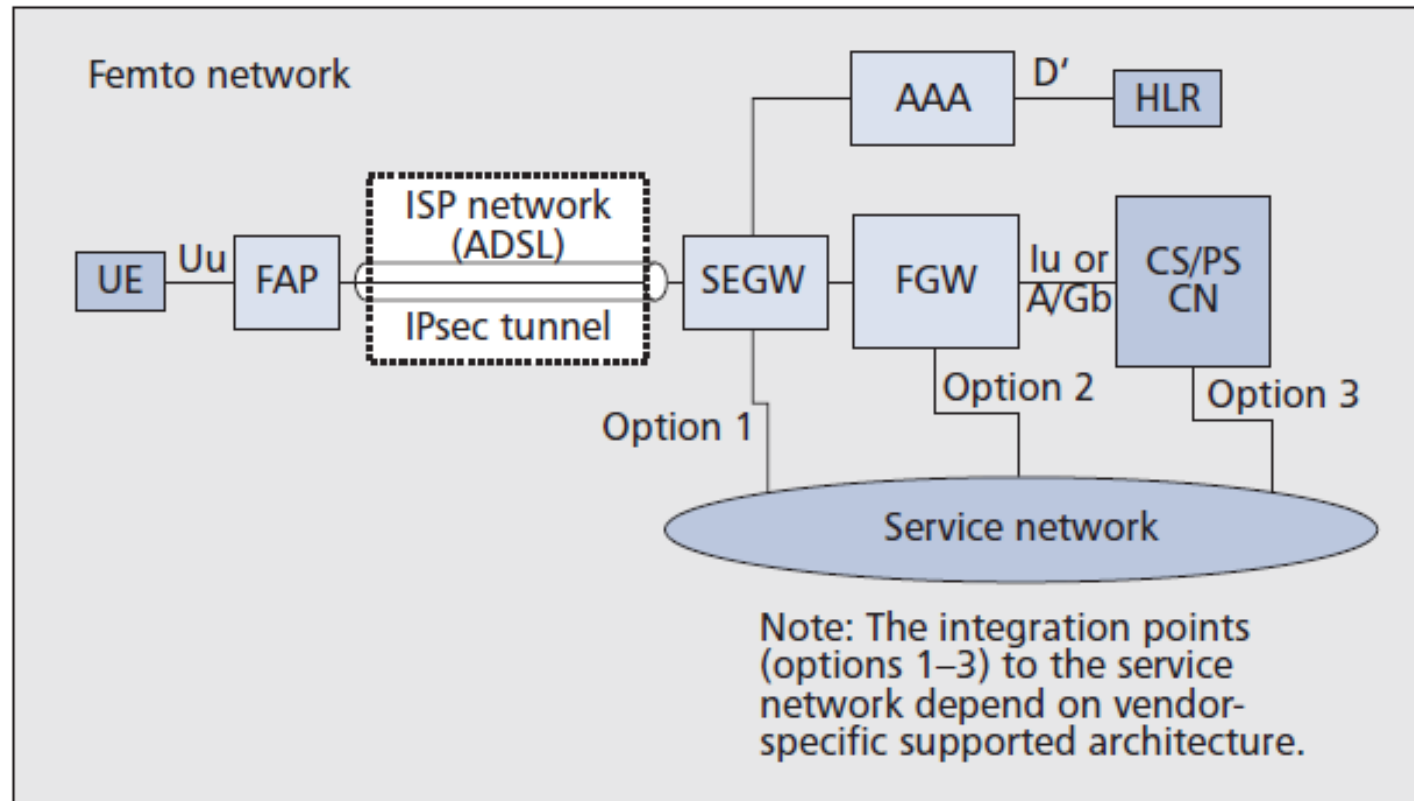 Femto network
AAA
D'
HLR
ISP network
(ADSL)
UE
Uu
FAP
SEGW
FGW
Iu or
A/Gb
CS/PS
CN
IPsec tunnel
Option 1
Option 2
Option 3
Service network
Note: The integration points
(options 1–3) to the service
network depend on vendor-
specific supported architecture.